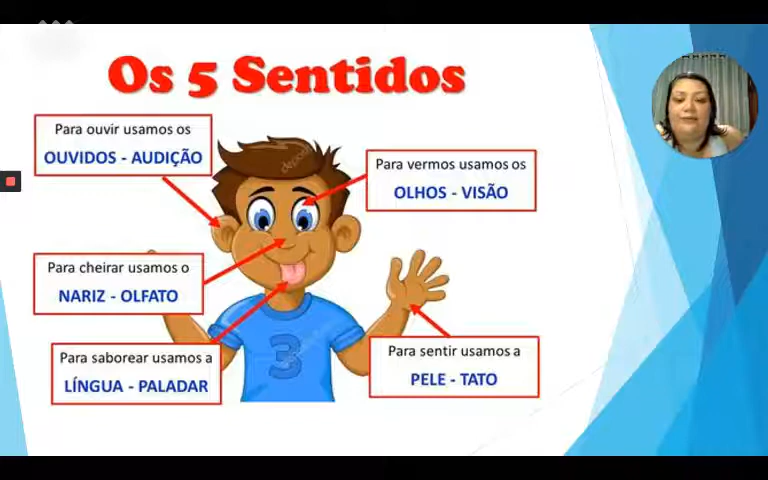 Os 5 Sentidos
Para ouvir usamos os
OUVIDOS - AUDIÇÃO
Para vermos usamos os
OLHOS - VISÃO
Para cheirar usamos o
NARIZ - OLFATO
Para saborear usamos a
LÍNGUA - PALADAR
Para sentir usamos a
PELE - TATO
3